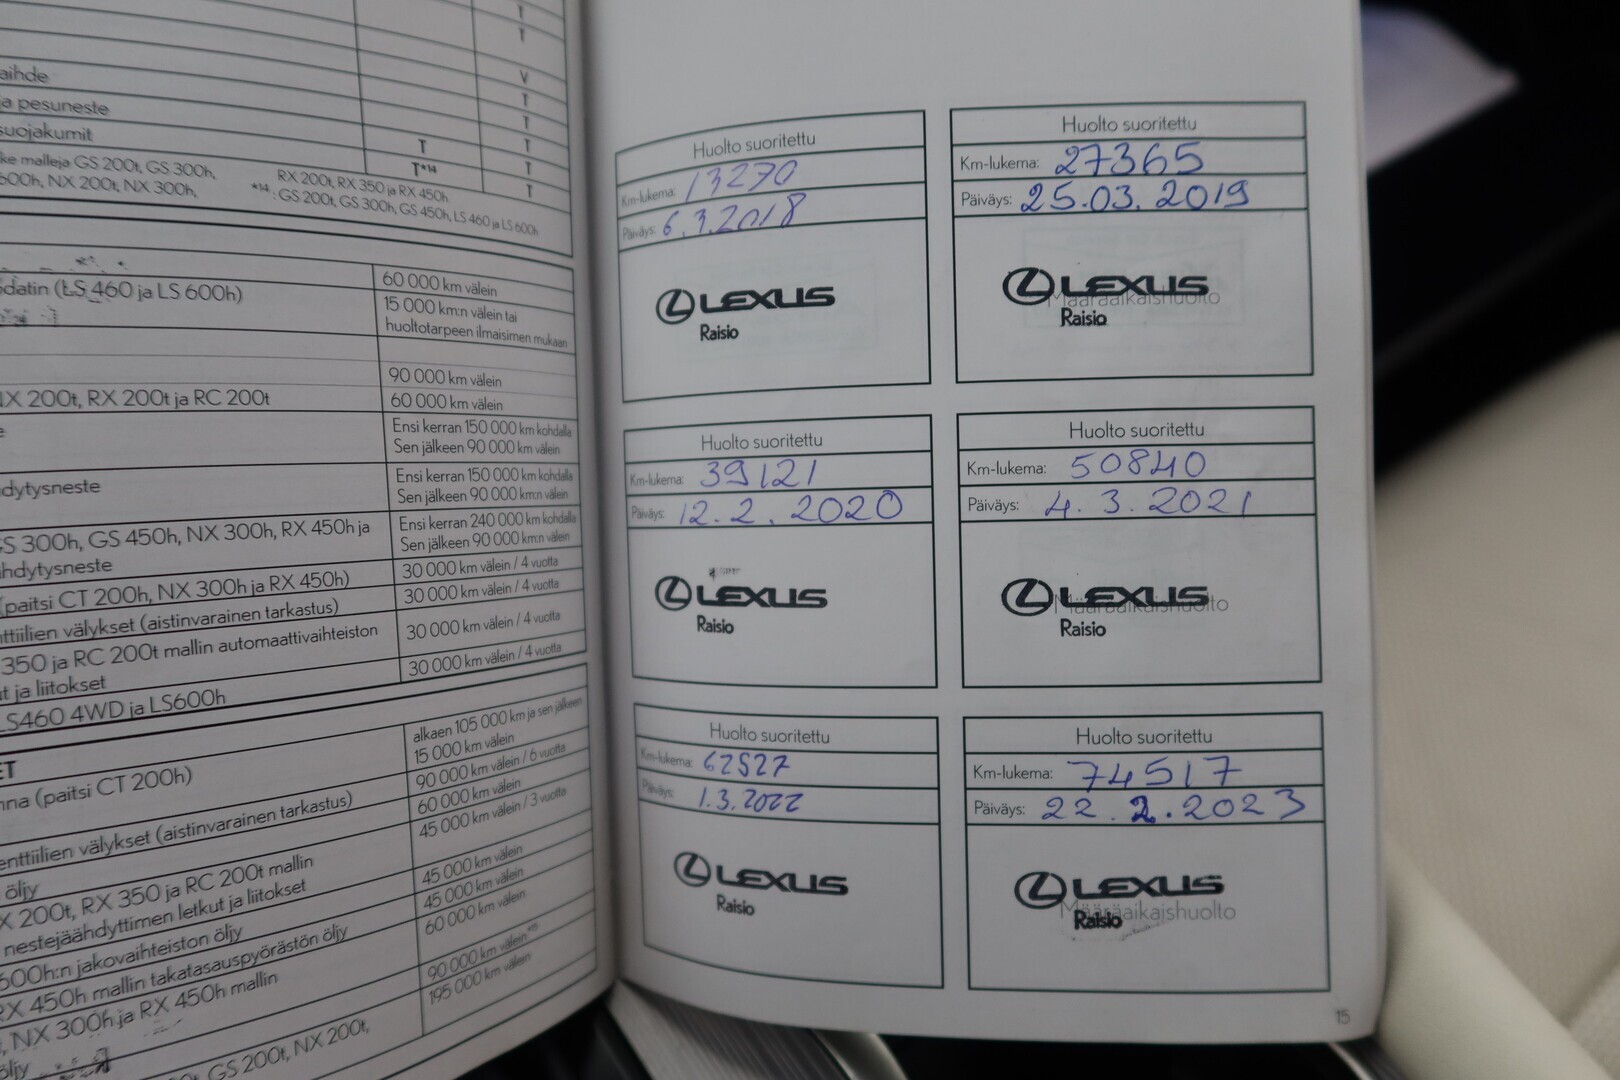 T
T
aihde V
T
a pesuneste T
suojakumit T T
T*14 T
ke malleja GS 200t, GS 300h, RX 200t, RX 350 ja RX 450h T
600h, NX 200t, NX 300h, *14 : GS 200t, GS 300h, GS 450h, LS 460 ja LS 600h
60 000 km välein
datin (LS 460 ja LS 600h) 15 000 km:n välein tai
huoltotarpeen ilmaisimen mukaan
90 000 km välein
NX 200t, RX 200t ja RC 200t 60 000 km välein
e Ensi kerran 150 000 km kohdalla
Sen jälkeen 90 000 km välein
dytysneste Ensi kerran 150 000 km kohdalla
Sen jälkeen 90 000 km:n välein
GS 300h, GS 450h, NX 300h, RX 450h ja Ensi kerran 240 000 km kohdalla
hdytysneste Sen jälkeen 90 000 km välein
(paitsi CT 200h, NX 300h ja RX 450h) 30 000 km välein / 4 vuotta
nttiilien välykset (aistinvarainen tarkastus) 30 000 km välein / 4 vuotta
350 ja RC 200t mallin automaattivaihteiston 30 000 km välein / 4 vuotta
ut ja liitokset
LS460 4WD ja LS600h 30 000 km välein / 4 vuotta
ET alkaen 105 000 km ja sen jälkeen
nna (paitsi CT 200h) 15 000 km välein
90 000 km välein / 6 vuotta
enttiilien välykset (aistinvarainen tarkastus) 60 000 km välein
öljy 45 000 km välein / 3 vuotta
X 200t, RX 350 ja RC 200t mallin
nestejäähdyttimen letkut ja liitokset 45 000 km välein
600h:n jakovaihteiston öljy 45 000 km välein
RX 450h mallin takatasauspyörästön öljy 60 000 km välein
, NX 300h ja RX 450h mallin 90 000 km välein
öljy 195 000 km välein
GS 200t, NX 200t,
Huolto suoritettu
Km-lukema: 13270
Päiväys: 6.3.2018
LEXUS
Raisio
Huolto suoritettu
Km-lukema: 27365
Päiväys: 25.03.2019
LEXUS
Määräaikaishuolto
Raisio
Huolto suoritettu
Km-lukema: 39121
Päiväys: 12.2.2020
LEXUS
Raisio
Huolto suoritettu
Km-lukema: 50840
Päiväys: 4.3.2021
LEXUS
Määräaikaishuolto
Raisio
Huolto suoritettu
Km-lukema: 62527
Päiväys: 1.3.2022
LEXUS
Raisio
Huolto suoritettu
Km-lukema: 74517
Päiväys: 22.2.2023
LEXUS
Määräaikaishuolto
Raisio
15